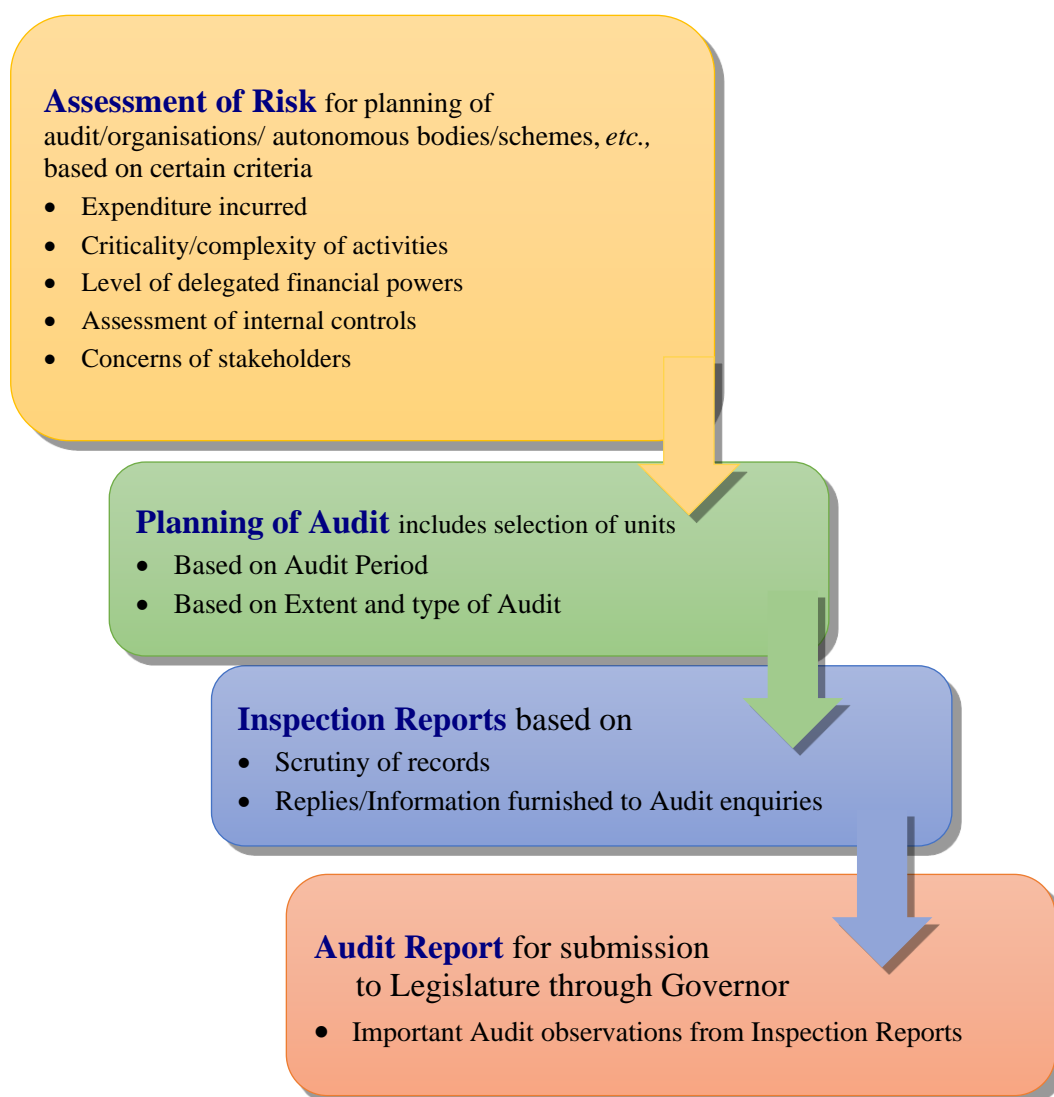 Assessment of Risk for planning of
audit/organisations/ autonomous bodies/schemes, etc.,
based on certain criteria
• Expenditure incurred
• Criticality/complexity of activities
• Level of delegated financial powers
• Assessment of internal controls
• Concerns of stakeholders
Planning of Audit includes selection of units
• Based on Audit Period
• Based on Extent and type of Audit
Inspection Reports based on
• Scrutiny of records
• Replies/Information furnished to Audit enquiries
Audit Report for submission
to Legislature through Governor
• Important Audit observations from Inspection Reports